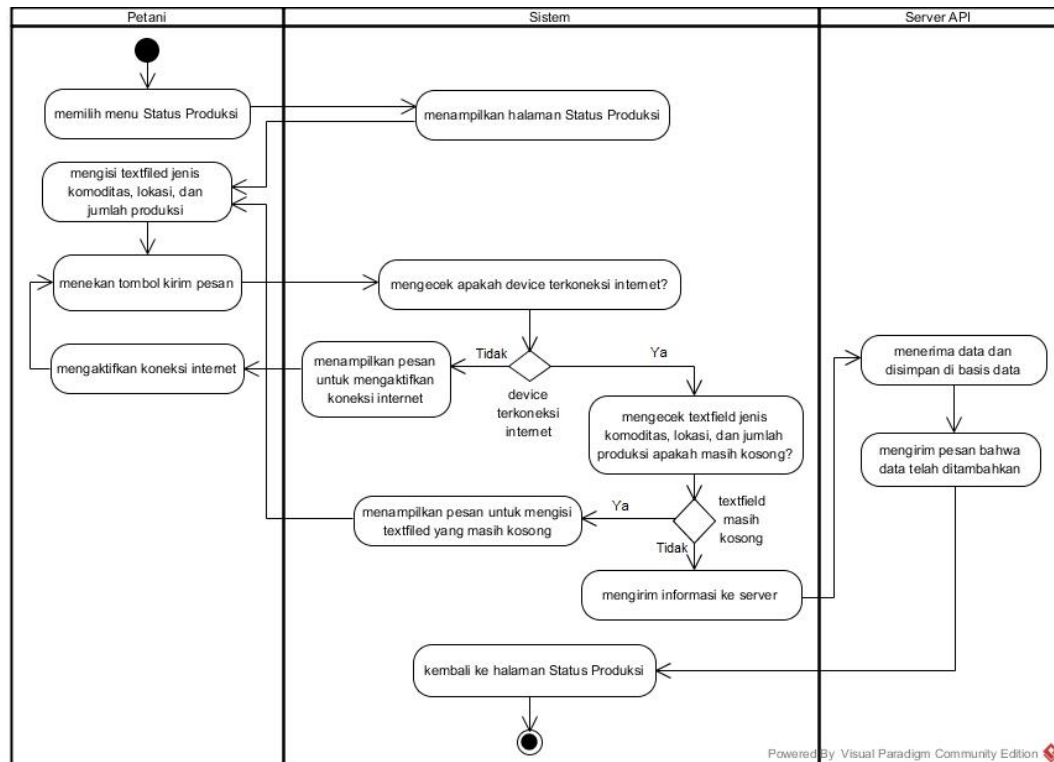 Petani
Sistem
Server API
memilih menu Status Produksi
menampilkan halaman Status Produksi
mengisi textfiled jenis
komoditas, lokasi, dan
jumlah produksi
menekan tombol kirim pesan
mengecek apakah device terkoneksi internet?
mengaktifkan koneksi internet
menampilkan pesan
untuk mengaktifkan
koneksi internet
Tidak
Ya
device
terkoneksi
internet
menerima data dan
disimpan di basis data
mengecek textfield jenis
komoditas, lokasi, dan jumlah
produksi apakah masih kosong?
mengirim pesan bahwa
data telah ditambahkan
menampilkan pesan untuk mengisi
textfiled yang masih kosong
Ya
textfield
masih
kosong
Tidak
mengirim informasi ke server
kembali ke halaman Status Produksi
Powered By Visual Paradigm Community Edition